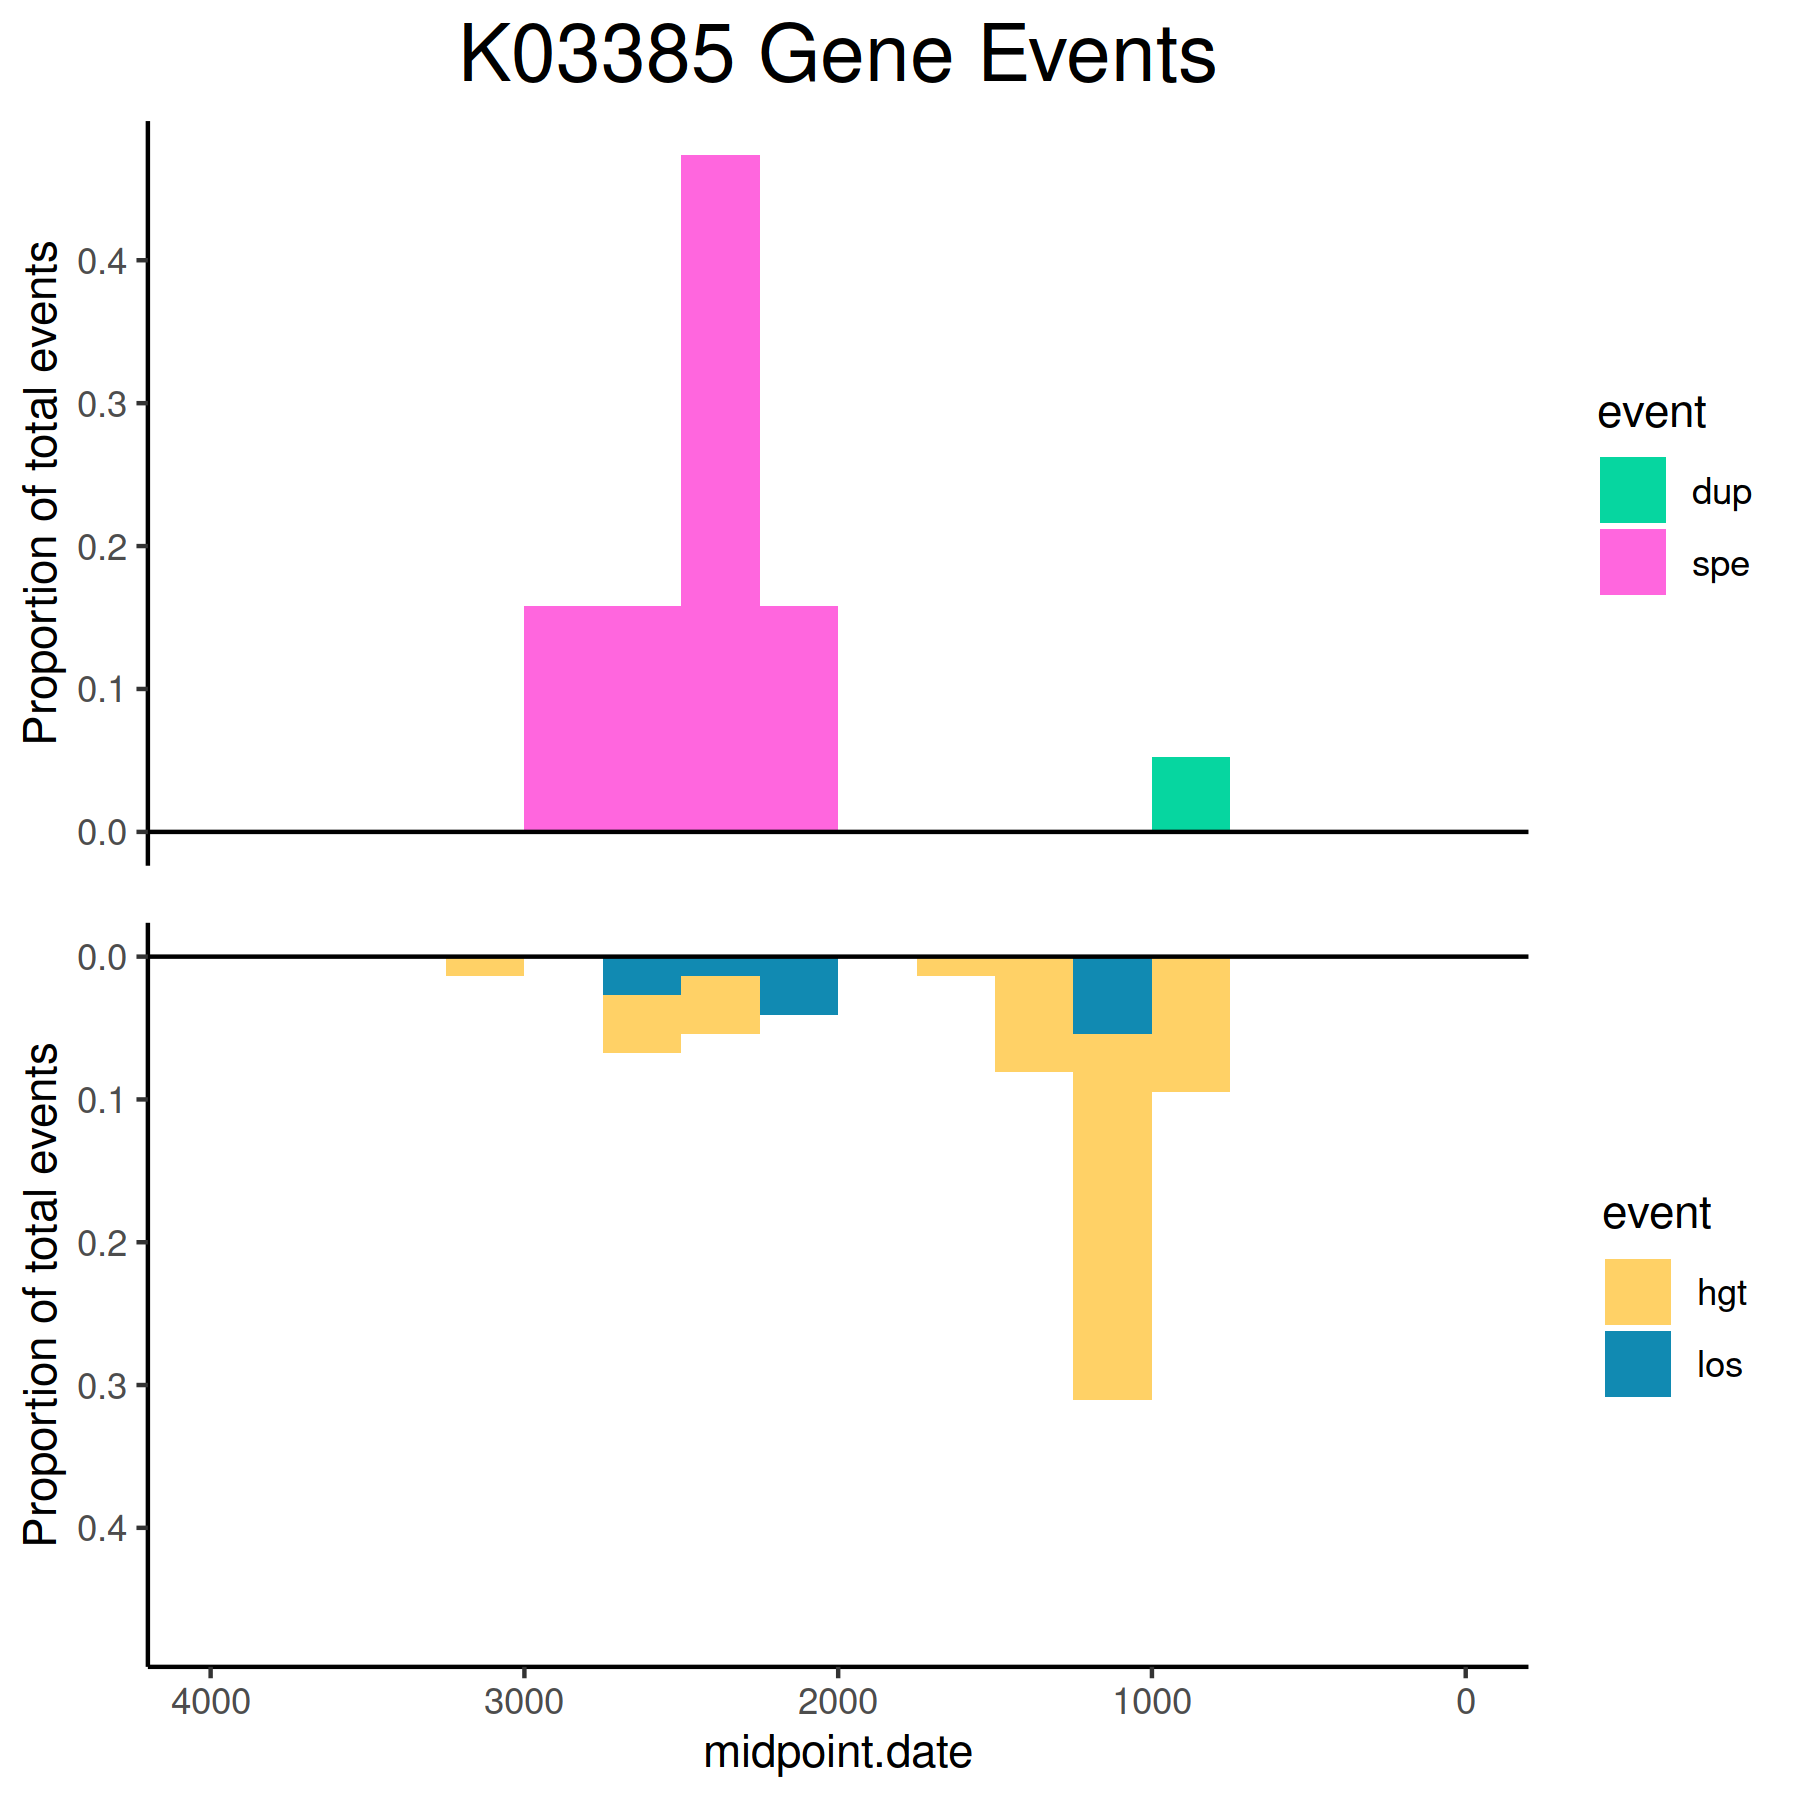 K03385 Gene Events
Proportion of total events
0.4
0.3
0.2
0.1
0.0
event
dup
spe
Proportion of total events
0.0
0.1
0.2
0.3
0.4
event
hgt
los
4000 3000 2000 1000 0
midpoint.date